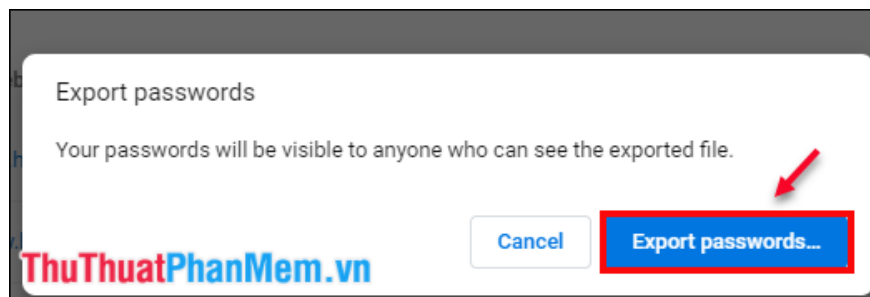 Export passwords
Your passwords will be visible to anyone who can see the exported file.
Cancel
Export passwords...
ThuThuatPhanMem.vn